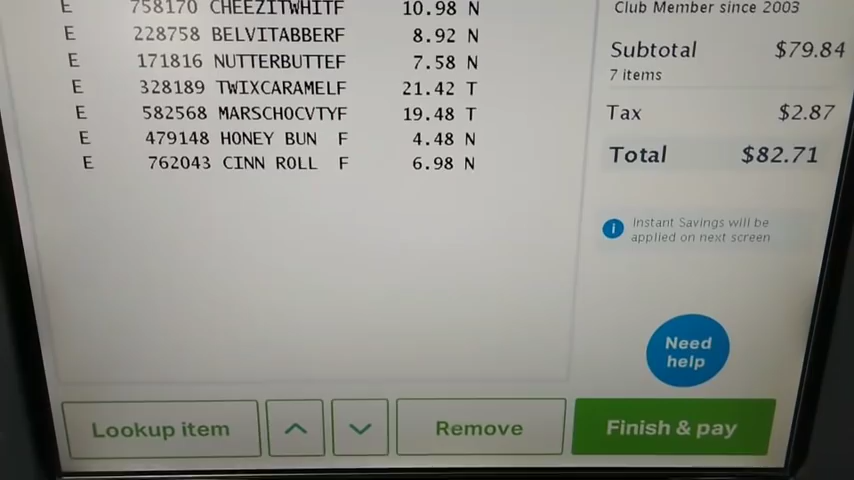 E 758170 CHEEZITWHITF 10.98 N
E 228758 BELVITABBERF 8.92 N
E 171816 NUTTERBUTTEF 7.58 N
E 328189 TWIXCARAMELF 21.42 T
E 582568 MARSCHOCVTYF 19.48 T
E 479148 HONEY BUN F 4.48 N
E 762043 CINN ROLL F 6.98 N
Club Member since 2003
Subtotal $79.84
7 items
Tax $2.87
Total $82.71
i Instant Savings will be
applied on next screen
Need
help
Lookup item
Remove
Finish & pay